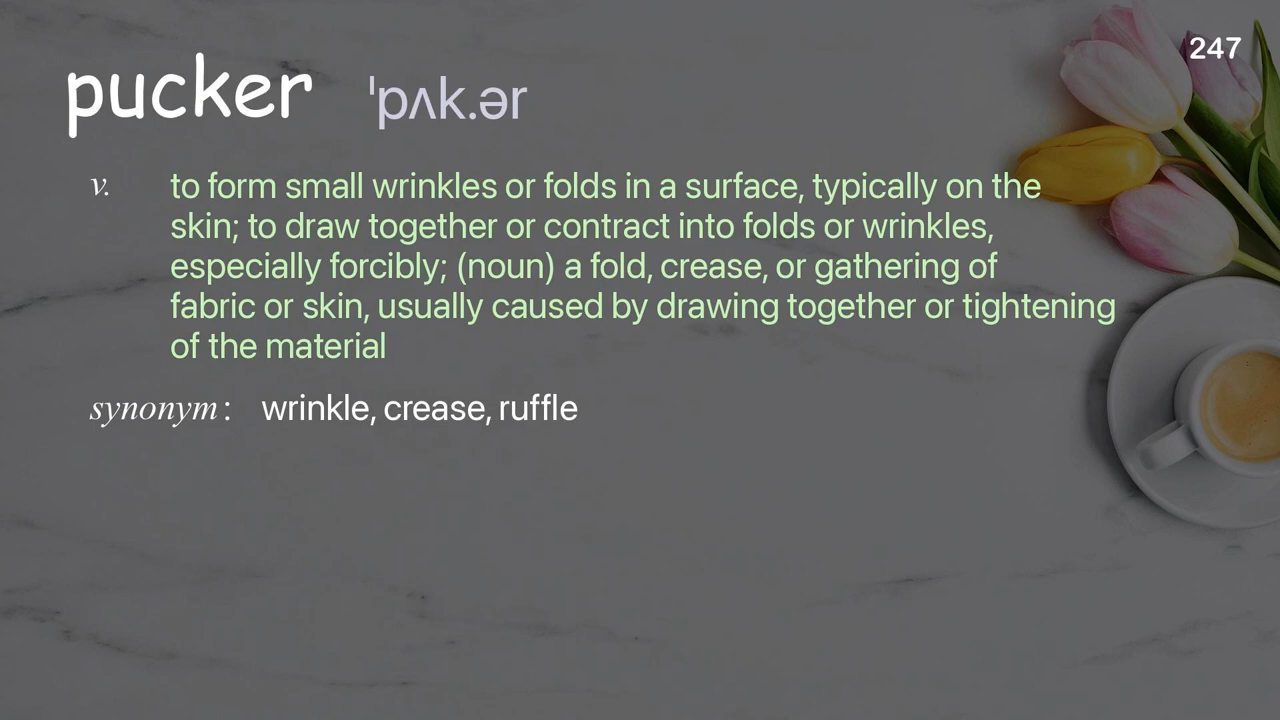 247
pucker ˈpʌk.ər
v. to form small wrinkles or folds in a surface, typically on the
skin; to draw together or contract into folds or wrinkles,
especially forcibly; (noun) a fold, crease, or gathering of
fabric or skin, usually caused by drawing together or tightening
of the material
synonym: wrinkle, crease, ruffle